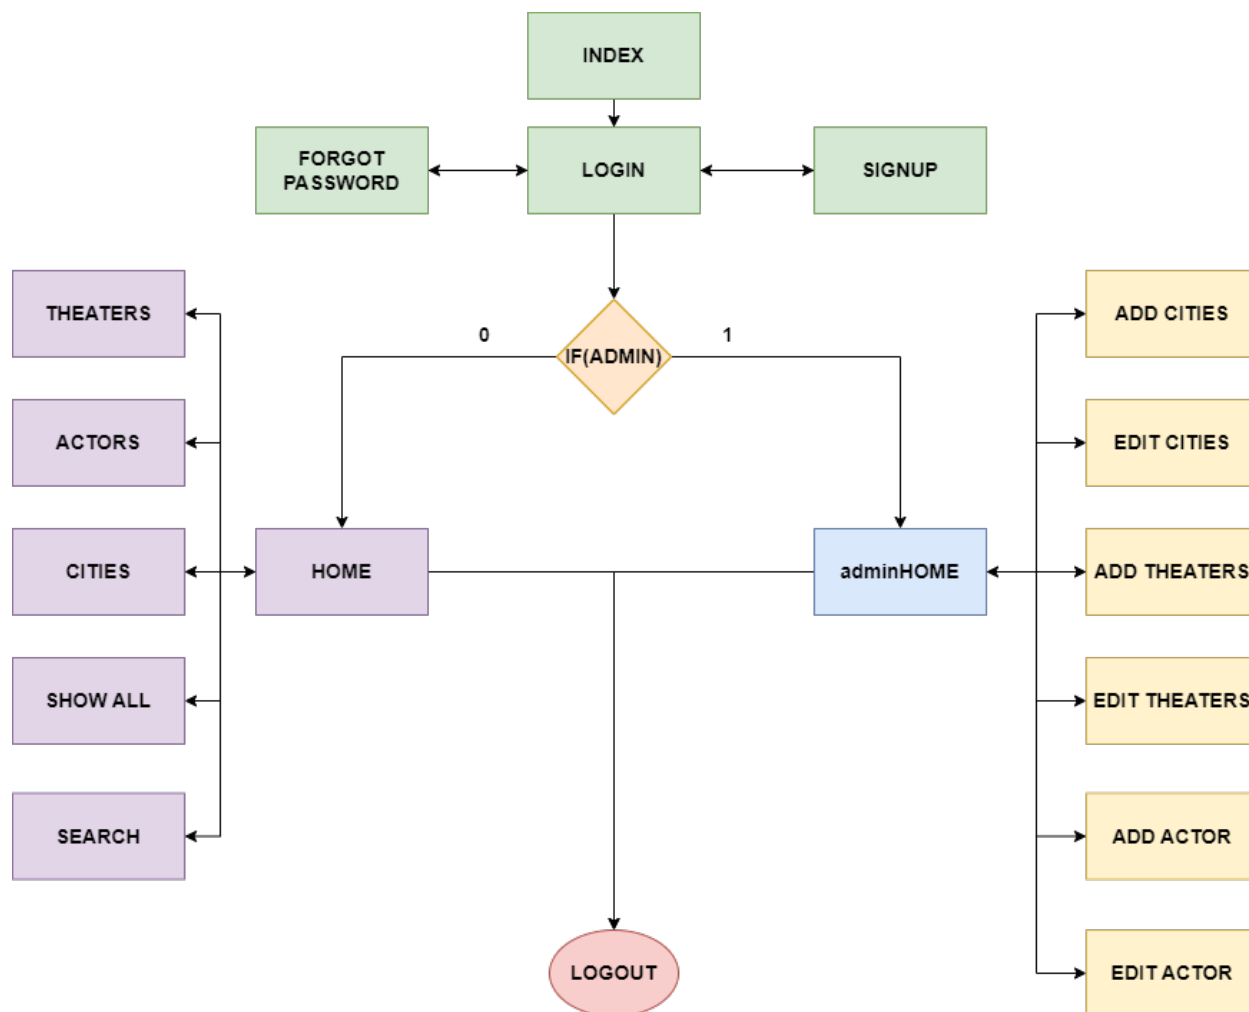 INDEX
FORGOT
PASSWORD
LOGIN
SIGNUP
THEATERS
0
1
ADD CITIES
IF(ADMIN)
ACTORS
EDIT CITIES
CITIES
HOME
adminHOME
ADD THEATERS
SHOW ALL
EDIT THEATERS
SEARCH
ADD ACTOR
LOGOUT
EDIT ACTOR